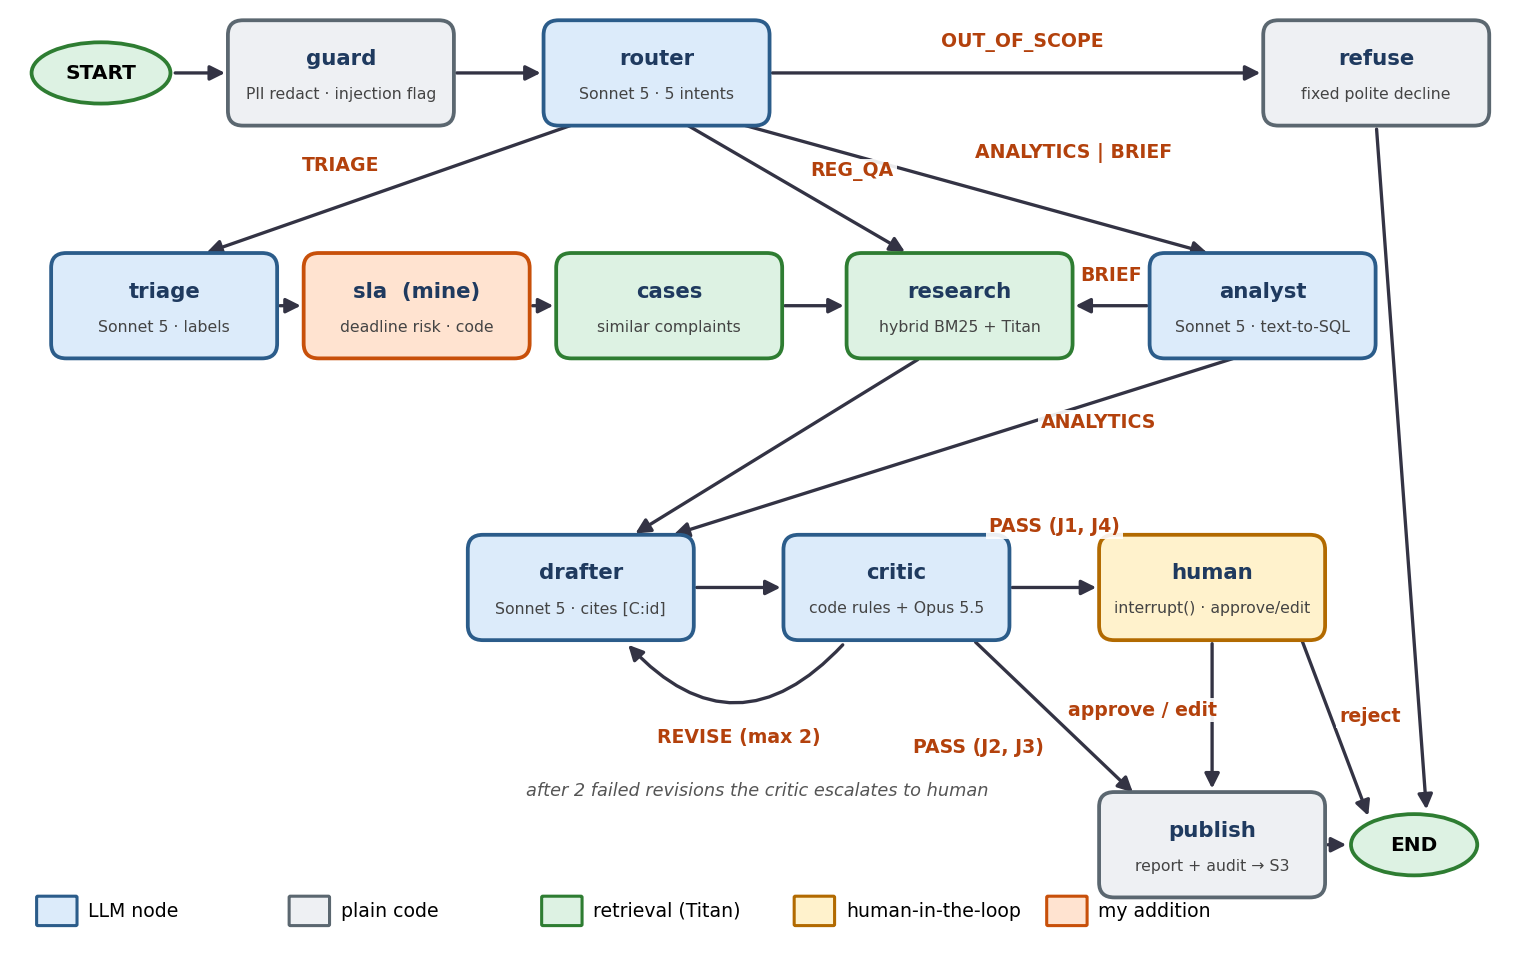 START
guard
PII redact · injection flag
router
Sonnet 5 · 5 intents
OUT_OF_SCOPE
refuse
fixed polite decline
TRIAGE
REG_QA
ANALYTICS | BRIEF
triage
Sonnet 5 · labels
sla (mine)
deadline risk · code
cases
similar complaints
research
hybrid BM25 + Titan
BRIEF
analyst
Sonnet 5 · text-to-SQL
ANALYTICS
drafter
Sonnet 5 · cites [C:id]
critic
code rules + Opus 5.5
PASS (J1, J4)
human
interrupt() · approve/edit
REVISE (max 2)
PASS (J2, J3)
approve / edit
reject
after 2 failed revisions the critic escalates to human
publish
report + audit → S3
END
LLM node
plain code
retrieval (Titan)
human-in-the-loop
my addition